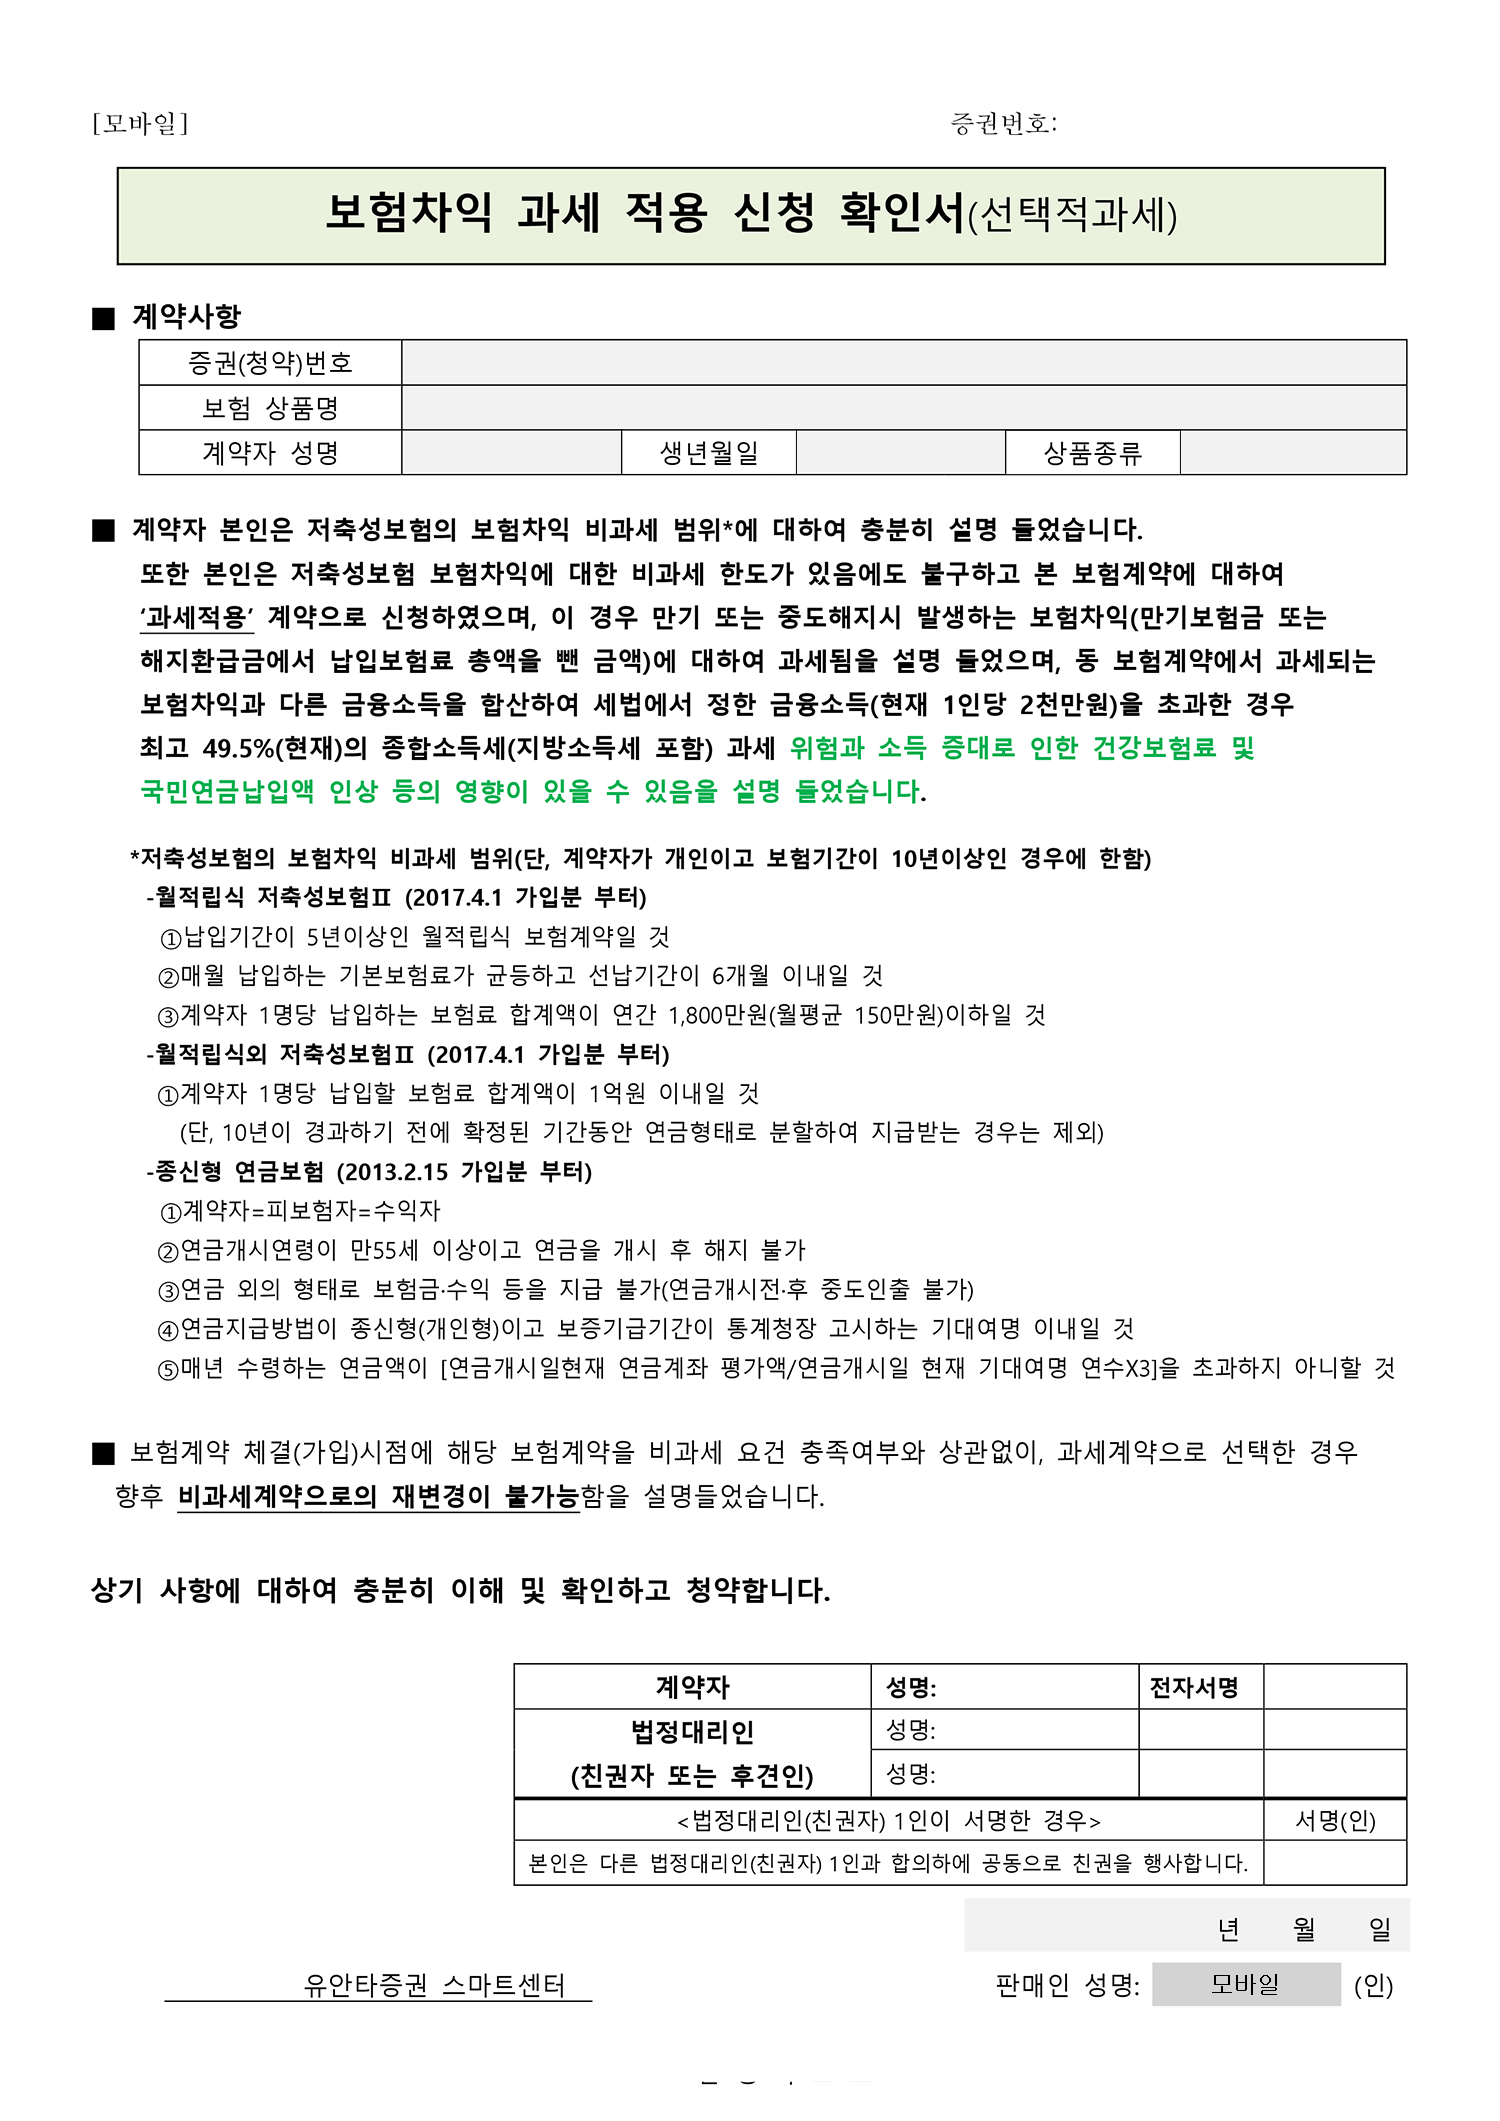 [모바일] 증권번호:
보험차익 과세 적용 신청 확인서(선택적과세)
■ 계약사항
증권(청약)번호
보험 상품명
계약자 성명 생년월일 상품종류
■ 계약자 본인은 저축성보험의 보험차익 비과세 범위*에 대하여 충분히 설명 들었습니다.
또한 본인은 저축성보험 보험차익에 대한 비과세 한도가 있음에도 불구하고 본 보험계약에 대하여
‘과세적용’ 계약으로 신청하였으며, 이 경우 만기 또는 중도해지시 발생하는 보험차익(만기보험금 또는
해지환급금에서 납입보험료 총액을 뺀 금액)에 대하여 과세됨을 설명 들었으며, 동 보험계약에서 과세되는
보험차익과 다른 금융소득을 합산하여 세법에서 정한 금융소득(현재 1인당 2천만원)을 초과한 경우
최고 49.5%(현재)의 종합소득세(지방소득세 포함) 과세 위험과 소득 증대로 인한 건강보험료 및
국민연금납입액 인상 등의 영향이 있을 수 있음을 설명 들었습니다.
*저축성보험의 보험차익 비과세 범위(단, 계약자가 개인이고 보험기간이 10년이상인 경우에 한함)
-월적립식 저축성보험Ⅱ (2017.4.1 가입분 부터)
①납입기간이 5년이상인 월적립식 보험계약일 것
②매월 납입하는 기본보험료가 균등하고 선납기간이 6개월 이내일 것
③계약자 1명당 납입하는 보험료 합계액이 연간 1,800만원(월평균 150만원)이하일 것
-월적립식외 저축성보험Ⅱ (2017.4.1 가입분 부터)
①계약자 1명당 납입할 보험료 합계액이 1억원 이내일 것
(단, 10년이 경과하기 전에 확정된 기간동안 연금형태로 분할하여 지급받는 경우는 제외)
-종신형 연금보험 (2013.2.15 가입분 부터)
①계약자=피보험자=수익자
②연금개시연령이 만55세 이상이고 연금을 개시 후 해지 불가
③연금 외의 형태로 보험금·수익 등을 지급 불가(연금개시전·후 중도인출 불가)
④연금지급방법이 종신형(개인형)이고 보증기급기간이 통계청장 고시하는 기대여명 이내일 것
⑤매년 수령하는 연금액이 [연금개시일현재 연금계좌 평가액/연금개시일 현재 기대여명 연수X3]을 초과하지 아니할 것
■ 보험계약 체결(가입)시점에 해당 보험계약을 비과세 요건 충족여부와 상관없이, 과세계약으로 선택한 경우
향후 비과세계약으로의 재변경이 불가능함을 설명들었습니다.
상기 사항에 대하여 충분히 이해 및 확인하고 청약합니다.
계약자 성명: 전자서명
법정대리인 성명:
(친권자 또는 후견인) 성명:
<법정대리인(친권자) 1인이 서명한 경우> 서명(인)
본인은 다른 법정대리인(친권자) 1인과 합의하에 공동으로 친권을 행사합니다.
년 월 일
유안타증권 스마트센터 판매인 성명: 모바일 (인)